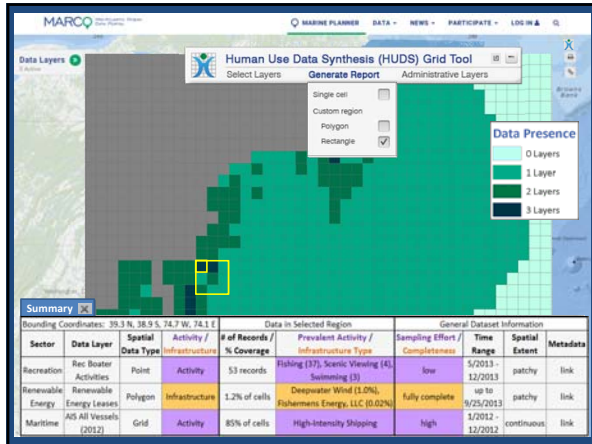 MARCO
MARINE PLANNER DATA NEWS PARTICIPATE LOG IN
Data Layers
Human Use Data Synthesis (HUDS) Grid Tool
Select Layers Generate Report Administrative Layers
Single cell
Custom region
Polygon
Rectangle
Data Presence
0 Layers
1 Layer
2 Layers
3 Layers
Summary X
Bounding Coordinates: 39.3 N, 38.9 S, 74.7 W, 74.1 E Data in Selected Region General Dataset Information
Sector Data Layer Spatial Data Type Activity / Infrastructure # of Records / % Coverage Prevalent Activity / Infrastructure Type Sampling Effort / Completeness Time Range Spatial Extent Metadata
Recreation Rec Boater Activities Point Activity 53 records Fishing (37), Scenic Viewing (4), Swimming (3) low 5/2013 - 12/2013 patchy link
Renewable Energy Renewable Energy Leases Polygon Infrastructure 1.2% of cells Deepwater Wind (1.0%), Fishermens Energy, LLC (0.02%) fully complete up to 9/25/2013 patchy link
Maritime AIS All Vessels (2012) Grid Activity 85% of cells High-Intensity Shipping high 1/2012 - 12/2012 continuous link